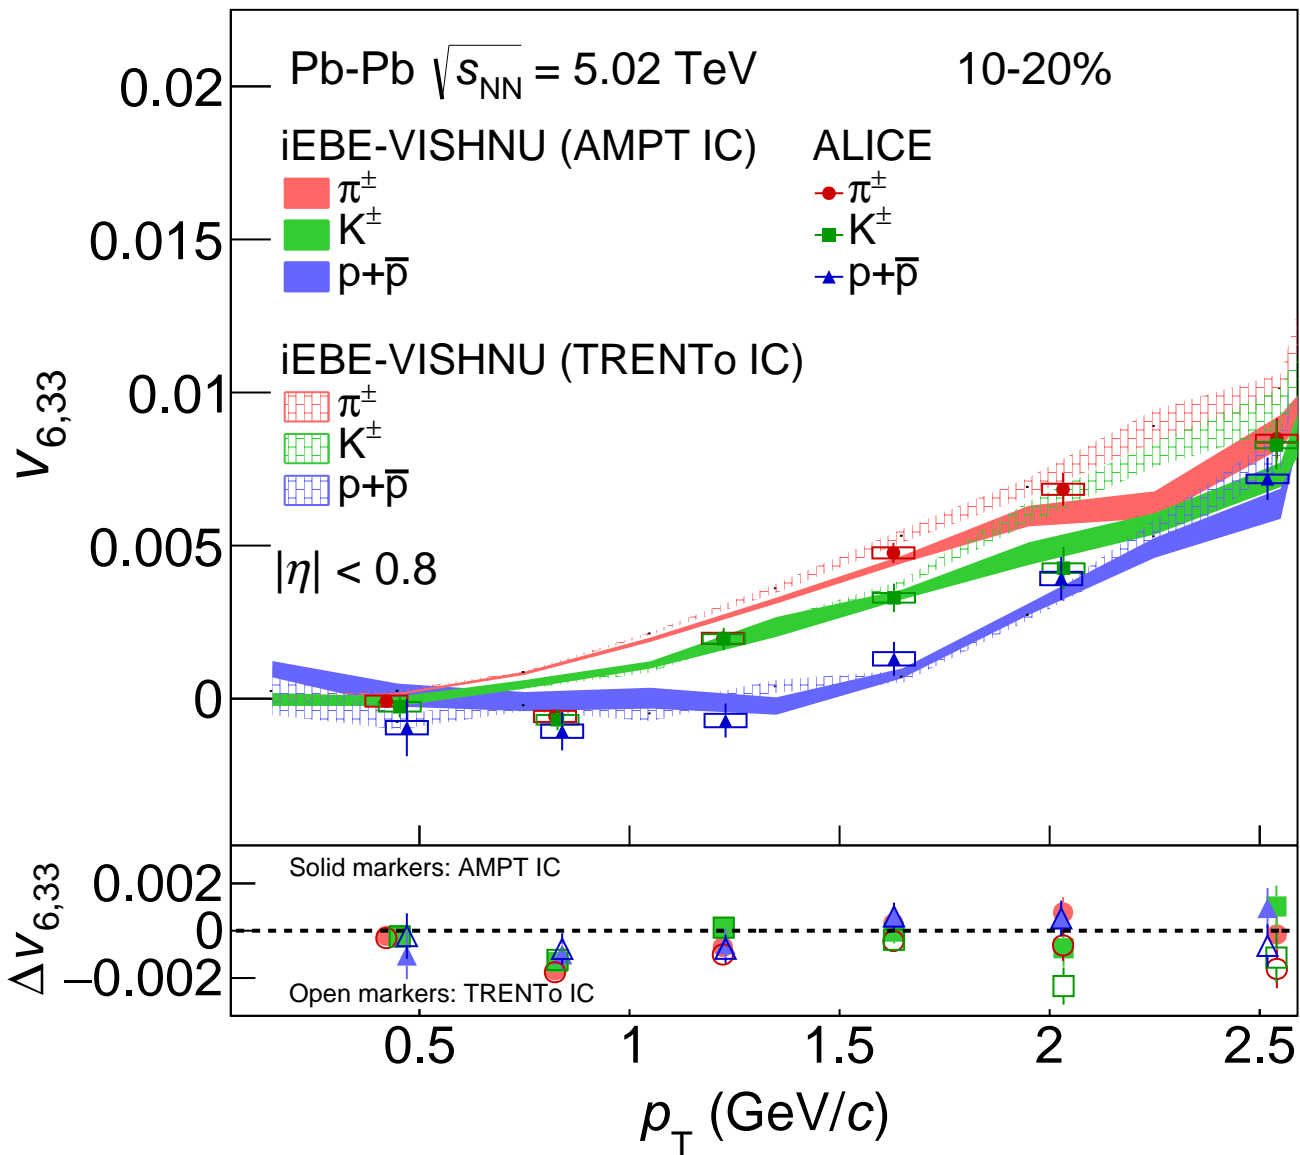 Pb-Pb √sNN = 5.02 TeV 10-20%
iEBE-VISHNU (AMPT IC) ALICE
π± π±
K± K±
p+p̅ p+p̅
iEBE-VISHNU (TRENTo IC)
π±
K±
p+p̅
|η| < 0.8
0.02
0.015
0.01
0.005
0
v6,33
Solid markers: AMPT IC
Open markers: TRENTo IC
0.002
0
−0.002
Δv6,33
0.5 1 1.5 2 2.5
pT (GeV/c)